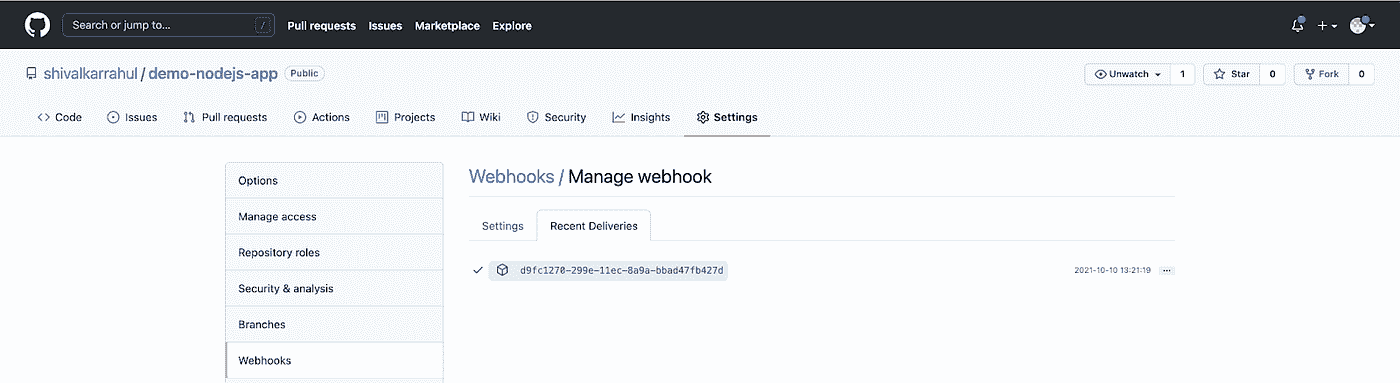 Search or jump to... /
Pull requests Issues Marketplace Explore
shivalkarrahul / demo-nodejs-app Public
Unwatch 1 Star 0 Fork 0
Code Issues Pull requests Actions Projects Wiki Security Insights Settings
Options
Manage access
Repository roles
Security & analysis
Branches
Webhooks
Webhooks / Manage webhook
Settings Recent Deliveries
d9fc1270-299e-11ec-8a9a-bbad47fb427d 2021-10-10 13:21:19 ...